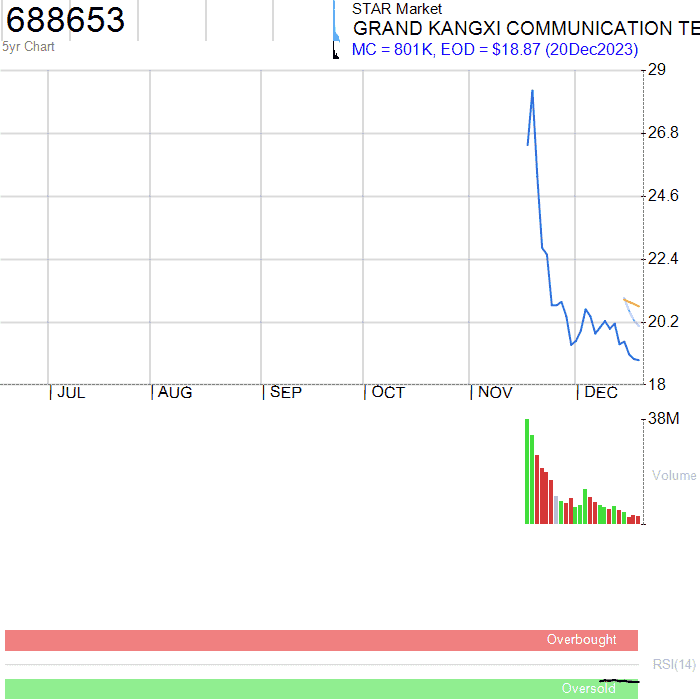 688653
5yr Chart
STAR Market
GRAND KANGXI COMMUNICATION TE
MC = 801K, EOD = $18.87 (20Dec2023)
29
26.8
24.6
22.4
20.2
18
JUL AUG SEP OCT NOV DEC
38M
Volume
Overbought
RSI(14)
Oversold